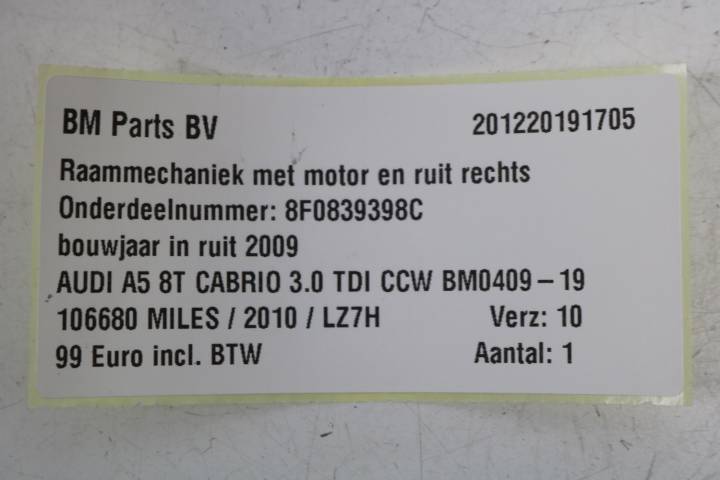 BM Parts BV 201220191705
Raammechaniek met motor en ruit rechts
Onderdeelnummer: 8F0839398C
bouwjaar in ruit 2009
AUDI A5 8T CABRIO 3.0 TDI CCW BM0409 – 19
106680 MILES / 2010 / LZ7H Verz: 10
99 Euro incl. BTW Aantal: 1